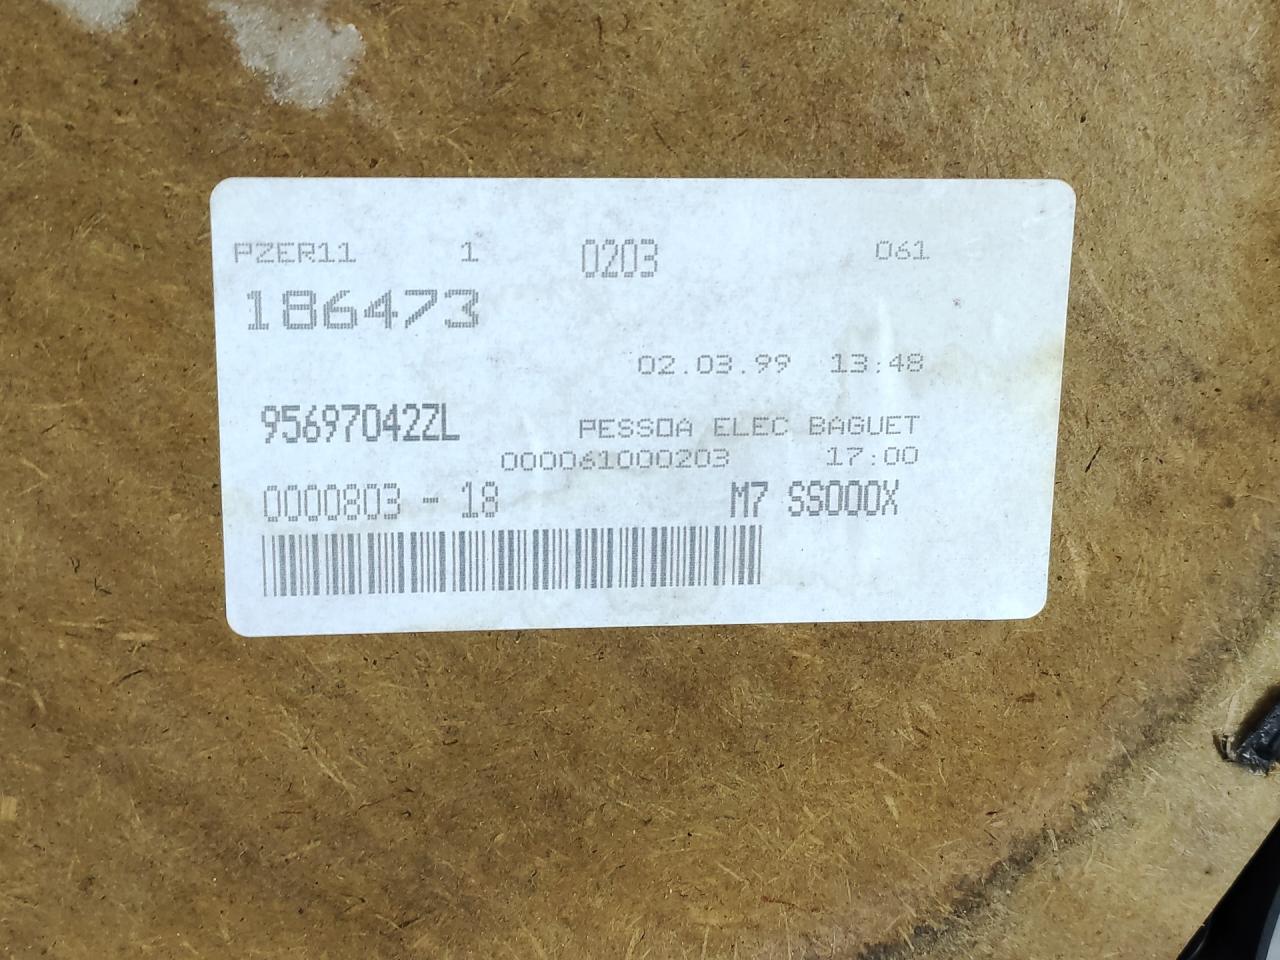 PZER11 1 0203 061
186473
02.03.99 13:48
95697042ZL PESSOA ELEC BAGUET
000061000203 17:00
0000803 - 18 M7 SS000X